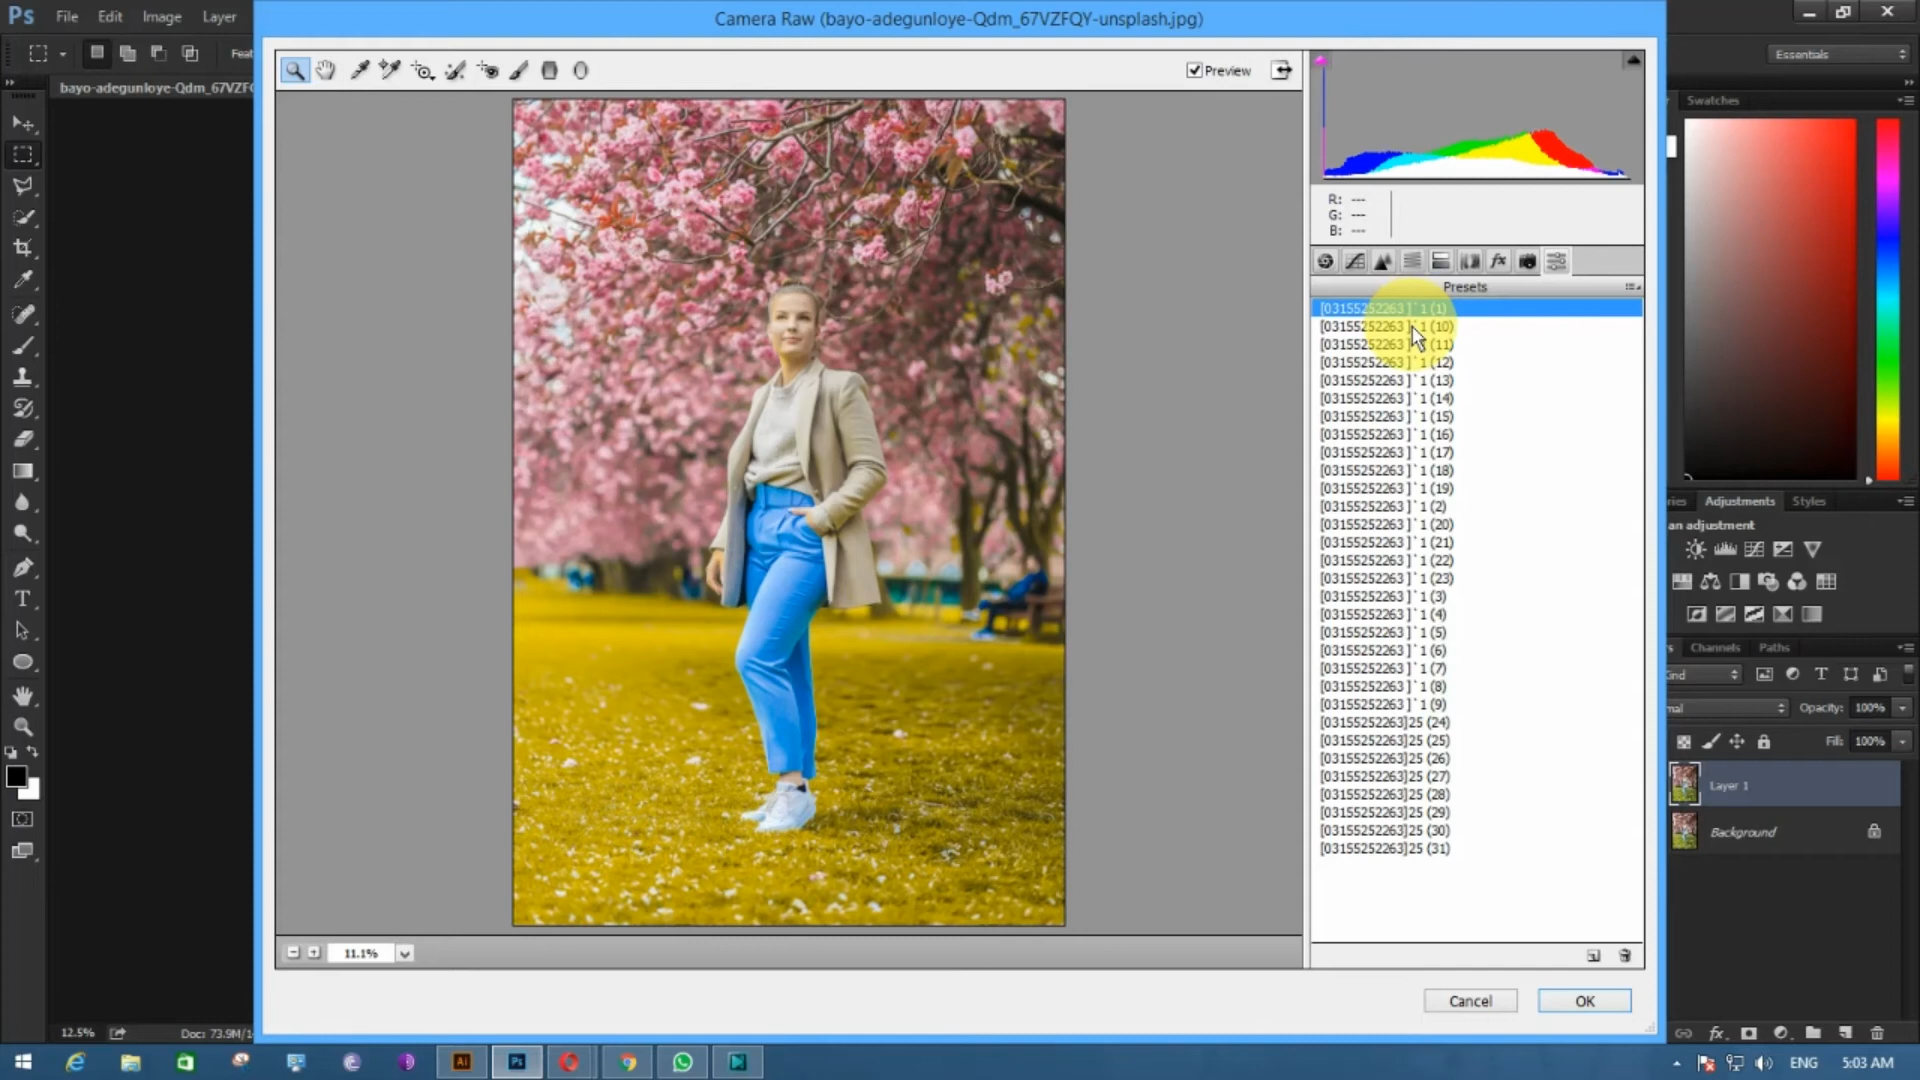 Ps File Edit Image Layer
Camera Raw (bayo-adegunloye-Qdm_67VZFQY-unsplash.jpg)
Essentials
bayo-adegunloye-Qdm_67VZF
Preview
Swatches
R: ---
G: ---
B: ---
Presets
[03155252263 ]`1 (1)
[03155252263 ]`1 (10)
[03155252263 ]`1 (11)
[03155252263 ]`1 (12)
[03155252263 ]`1 (13)
[03155252263 ]`1 (14)
[03155252263 ]`1 (15)
[03155252263 ]`1 (16)
[03155252263 ]`1 (17)
[03155252263 ]`1 (18)
[03155252263 ]`1 (19)
[03155252263 ]`1 (2)
[03155252263 ]`1 (20)
[03155252263 ]`1 (21)
[03155252263 ]`1 (22)
[03155252263 ]`1 (23)
[03155252263 ]`1 (3)
[03155252263 ]`1 (4)
[03155252263 ]`1 (5)
[03155252263 ]`1 (6)
[03155252263 ]`1 (7)
[03155252263 ]`1 (8)
[03155252263 ]`1 (9)
[03155252263]25 (24)
[03155252263]25 (25)
[03155252263]25 (26)
[03155252263]25 (27)
[03155252263]25 (28)
[03155252263]25 (29)
[03155252263]25 (30)
[03155252263]25 (31)
Adjustments Styles
an adjustment
Channels Paths
Opacity: 100%
Fill: 100%
Layer 1
Background
11.1%
Cancel OK
12.5% Doc: 73.9M/1
Ai Ps
ENG 5:03 AM